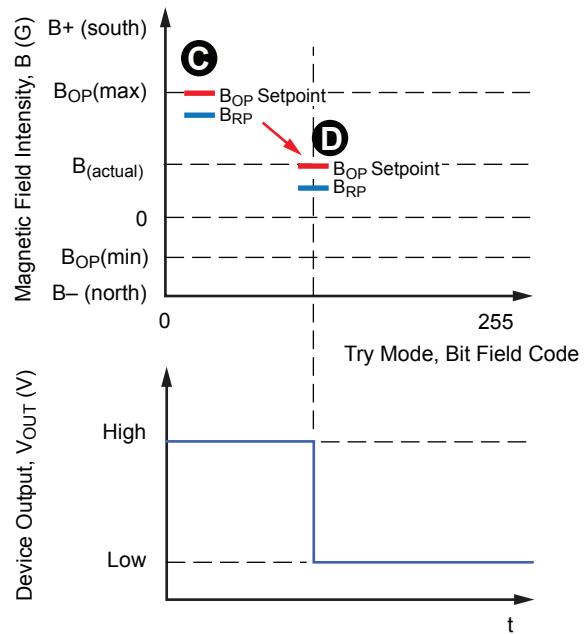 B+ (south)
Magnetic Field Intensity, B (G)
C
BOP(max)
BOP Setpoint
BRP
D
B(actual)
BOP Setpoint
BRP
0
BOP(min)
B– (north)
0
255
Try Mode, Bit Field Code
Device Output, VOUT (V)
High
Low
t